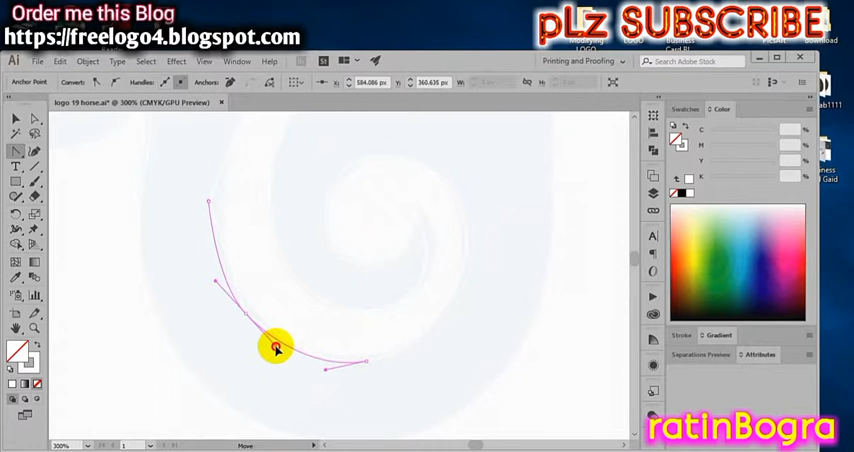 Order me this Blog
https://freelogo4.blogspot.com
pLz SUBSCRIBE
Ai File Edit Object Type Select Effect View Window Help
Printing and Proofing
Search Adobe Stock
Anchor Point Convert: Handles: Anchors: X: 584.086 px Y: 360.635 px
logo 19 horse.ai* @ 300% (CMYK/GPU Preview)
Swatches Color
C %
M %
Y %
K %
Stroke Gradient
Separations Preview Attributes
300% 1 Move
ratinBogra